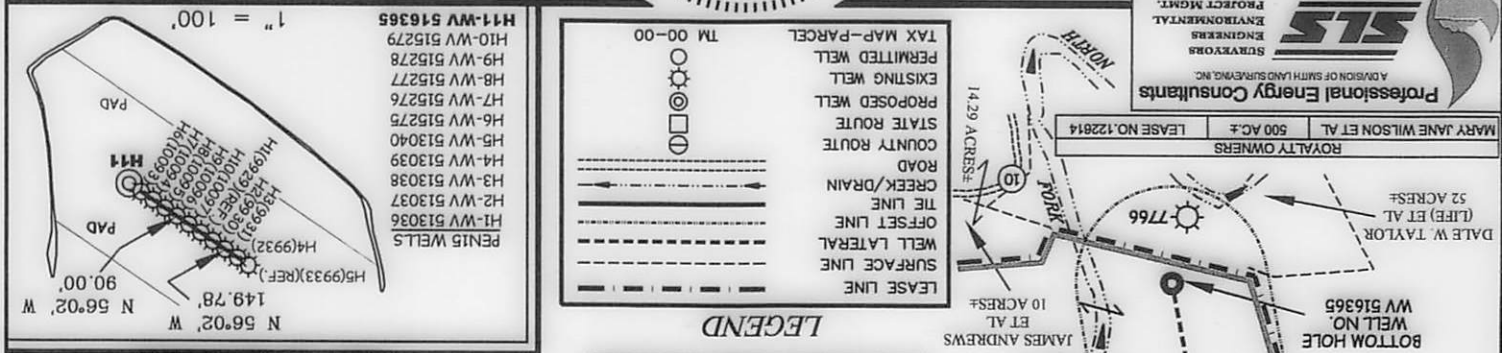 BOTTOM HOLE
WELL NO.
WV 516365
JAMES ANDREWS
ET AL
10 ACRES±
DALE W. TAYLOR
(LIFE) ET AL
52 ACRES±
7766
FORK
10
14.29 ACRES±
NORTH
ROYALTY OWNERS
MARY JANE WILSON ET AL 500 AC.± LEASE NO.122614
Professional Energy Consultants
A DIVISION OF SMITH LAND SURVEYING, INC.
SLS
SURVEYORS
ENGINEERS
ENVIRONMENTAL
PROJECT MGMT.
LEGEND
LEASE LINE
SURFACE LINE
WELL LATERAL
OFFSET LINE
TIE LINE
CREEK/DRAIN
ROAD
COUNTY ROUTE
STATE ROUTE
PROPOSED WELL
EXISTING WELL
PERMITTED WELL
TAX MAP-PARCEL TM 00-00
PEN15 WELLS
H1-WV 513036
H2-WV 513037
H3-WV 513038
H4-WV 513039
H5-WV 513040
H6-WV 515275
H7-WV 515276
H8-WV 515277
H9-WV 515278
H10-WV 515279
H11-WV 516365
1" = 100'
N 56°02' W
149.78'
N 56°02' W
90.00'
H5(9933)(REF.)
H4(9932)
H3(9931)
H2(9930)
H1(9929)(REF.
H10(10097
H9(10096
H8(10095
H7(10094
H6(10093
H11
PAD
PAD